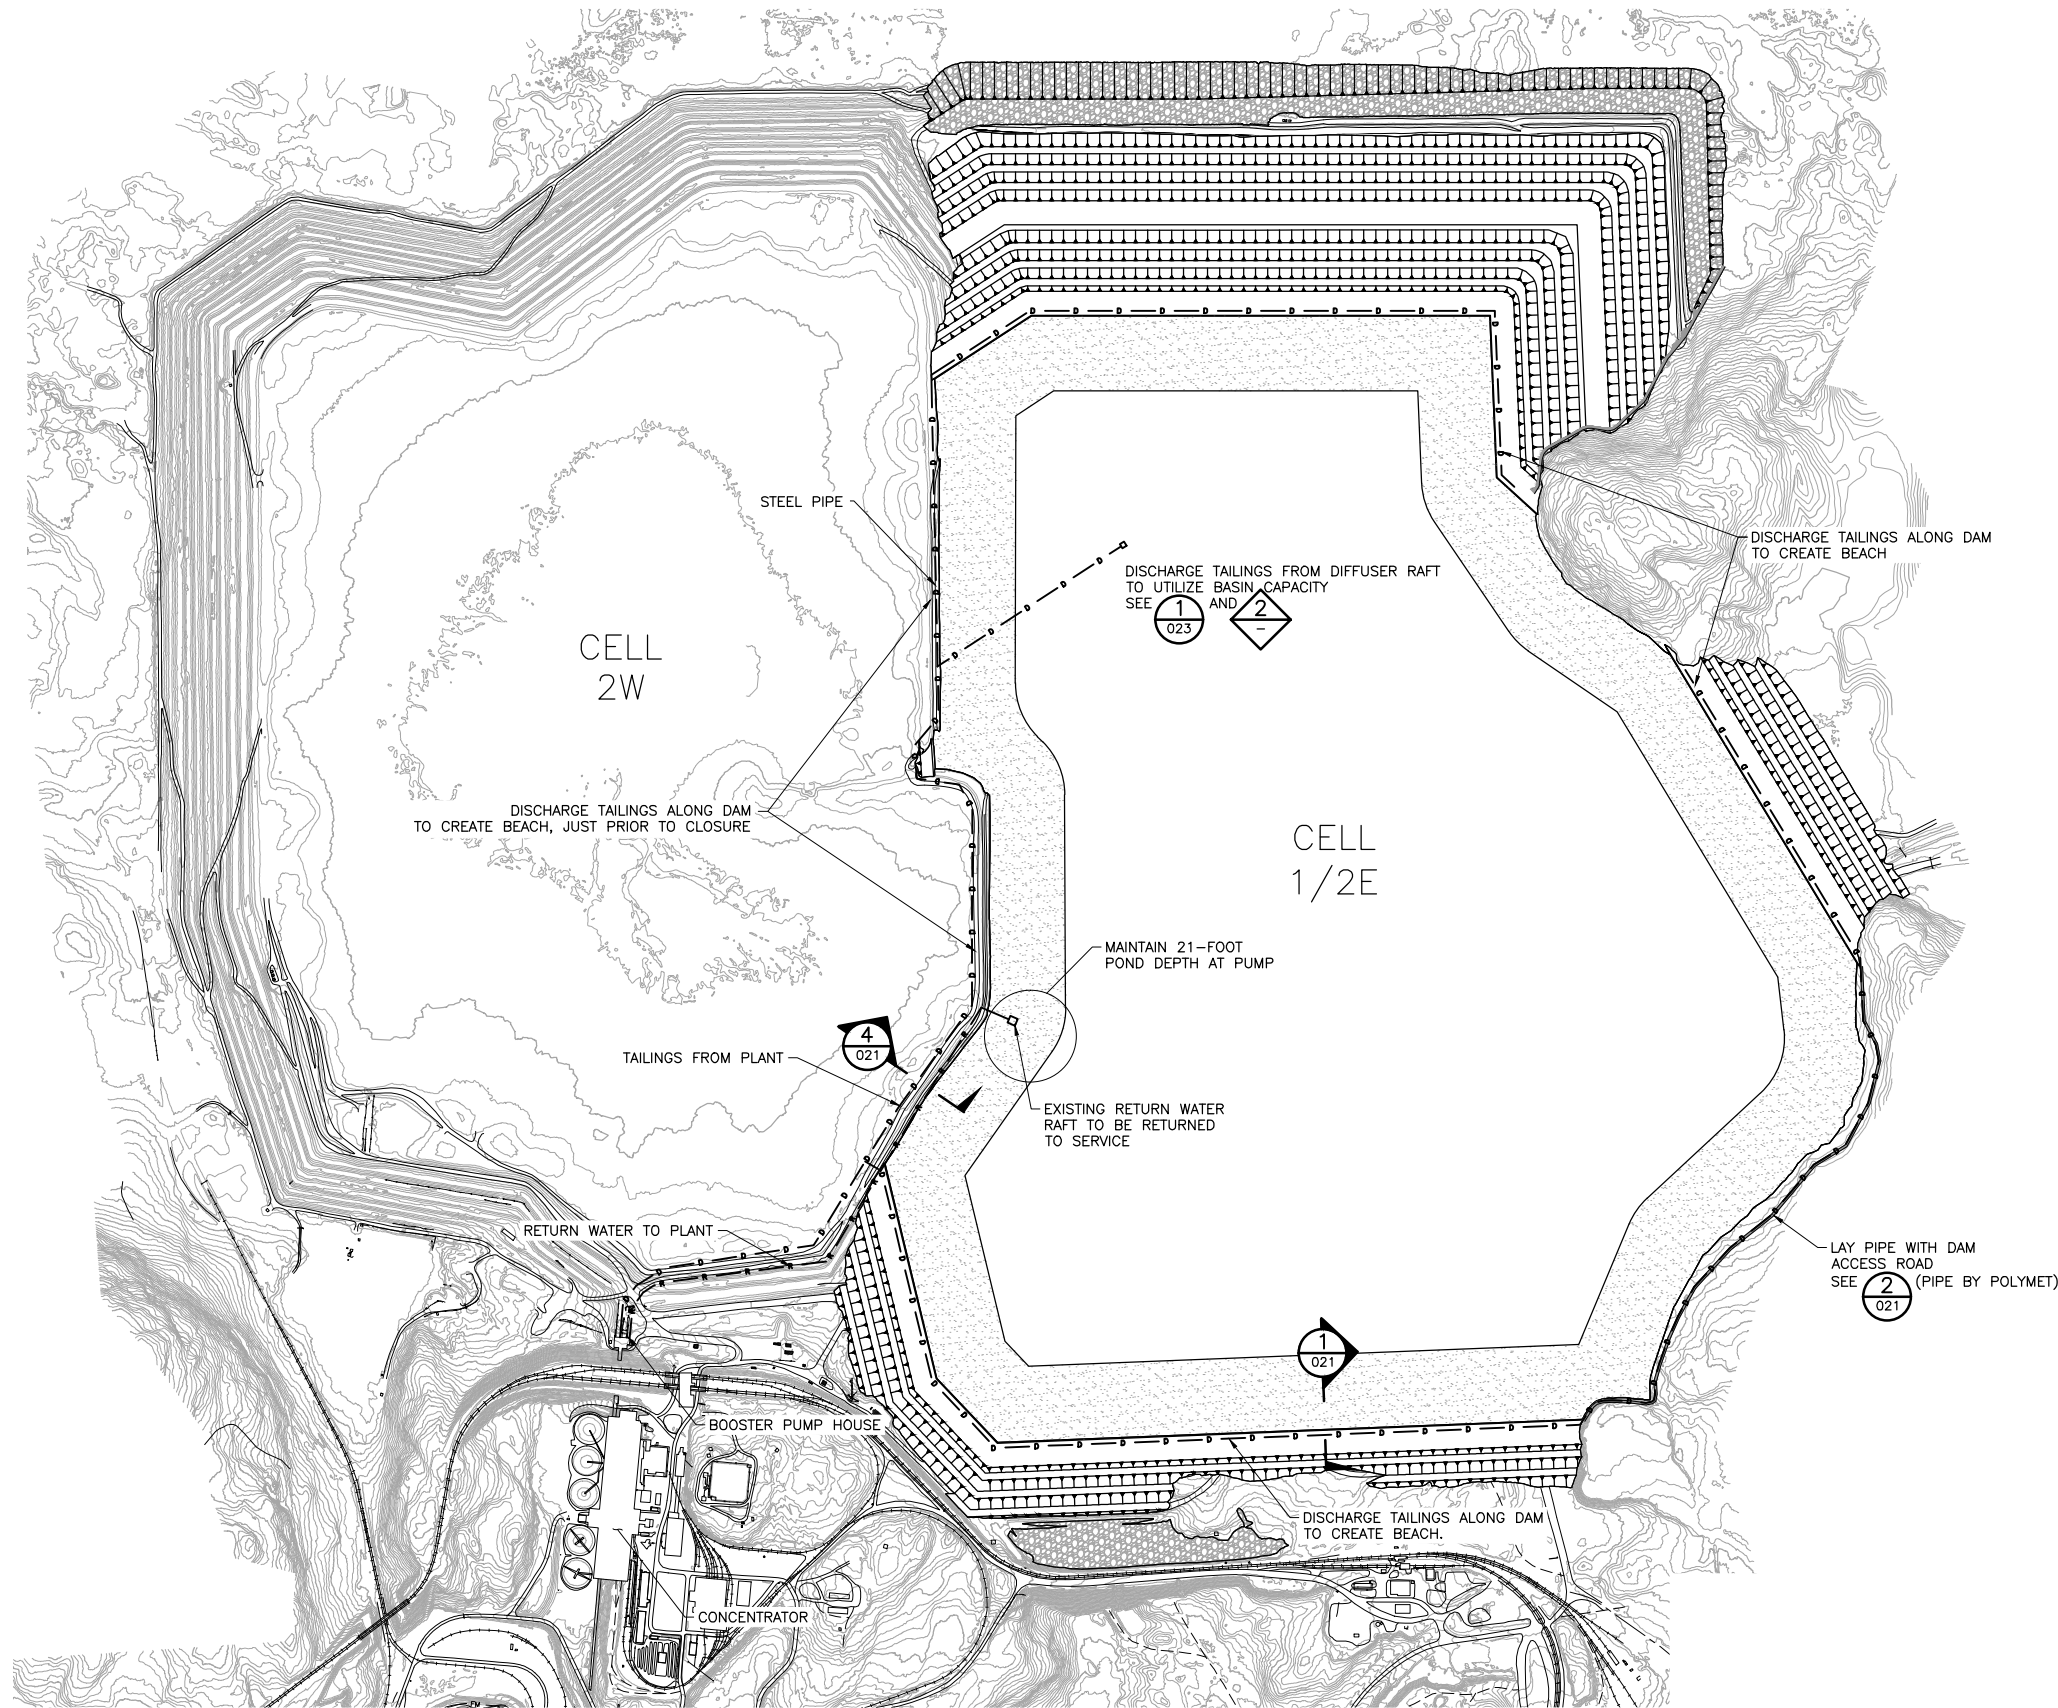 STEEL PIPE
DISCHARGE TAILINGS ALONG DAM
TO CREATE BEACH
DISCHARGE TAILINGS FROM DIFFUSER RAFT
TO UTILIZE BASIN CAPACITY
SEE 1 AND 2
023 –
CELL
2W
DISCHARGE TAILINGS ALONG DAM
TO CREATE BEACH, JUST PRIOR TO CLOSURE
CELL
1/2E
MAINTAIN 21-FOOT
POND DEPTH AT PUMP
4
021
TAILINGS FROM PLANT
EXISTING RETURN WATER
RAFT TO BE RETURNED
TO SERVICE
RETURN WATER TO PLANT
LAY PIPE WITH DAM
ACCESS ROAD
SEE 2 (PIPE BY POLYMET)
021
1
021
BOOSTER PUMP HOUSE
DISCHARGE TAILINGS ALONG DAM
TO CREATE BEACH.
CONCENTRATOR